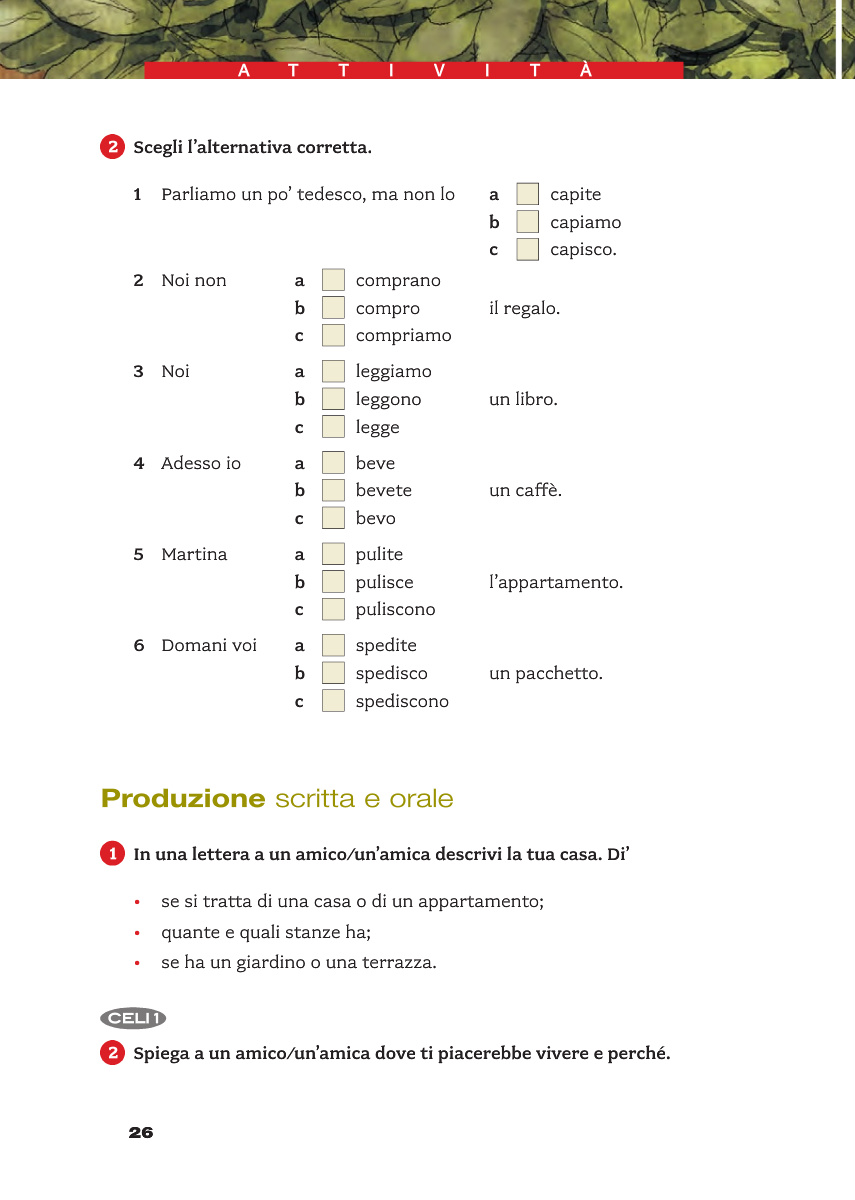 ATTIVITÀ
2 Scegli l'alternativa corretta.
1 Parliamo un po' tedesco, ma non lo a capite
b capiamo
c capisco.
2 Noi non a comprano
b compro il regalo.
c compriamo
3 Noi a leggiamo
b leggono un libro.
c legge
4 Adesso io a beve
b bevete un caffè.
c bevo
5 Martina a pulite
b pulisce l'appartamento.
c puliscono
6 Domani voi a spedite
b spedisco un pacchetto.
c spediscono
Produzione scritta e orale
1 In una lettera a un amico/un'amica descrivi la tua casa. Di'
• se si tratta di una casa o di un appartamento;
• quante e quali stanze ha;
• se ha un giardino o una terrazza.
CELI 1
2 Spiega a un amico/un'amica dove ti piacerebbe vivere e perché.
26